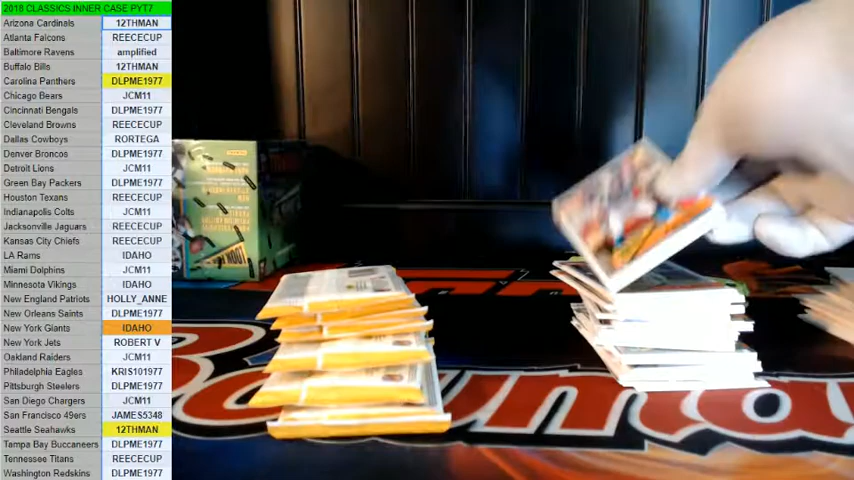 2018 CLASSICS INNER CASE PYT7
Arizona Cardinals 12THMAN
Atlanta Falcons REECECUP
Baltimore Ravens amplified
Buffalo Bills 12THMAN
Carolina Panthers DLPME1977
Chicago Bears JCM11
Cincinnati Bengals DLPME1977
Cleveland Browns REECECUP
Dallas Cowboys RORTEGA
Denver Broncos DLPME1977
Detroit Lions JCM11
Green Bay Packers DLPME1977
Houston Texans REECECUP
Indianapolis Colts JCM11
Jacksonville Jaguars REECECUP
Kansas City Chiefs REECECUP
LA Rams IDAHO
Miami Dolphins JCM11
Minnesota Vikings IDAHO
New England Patriots HOLLY_ANNE
New Orleans Saints DLPME1977
New York Giants IDAHO
New York Jets ROBERT V
Oakland Raiders JCM11
Philadelphia Eagles KRIS101977
Pittsburgh Steelers DLPME1977
San Diego Chargers JCM11
San Francisco 49ers JAMES5348
Seattle Seahawks 12THMAN
Tampa Bay Buccaneers DLPME1977
Tennessee Titans REECECUP
Washington Redskins DLPME1977